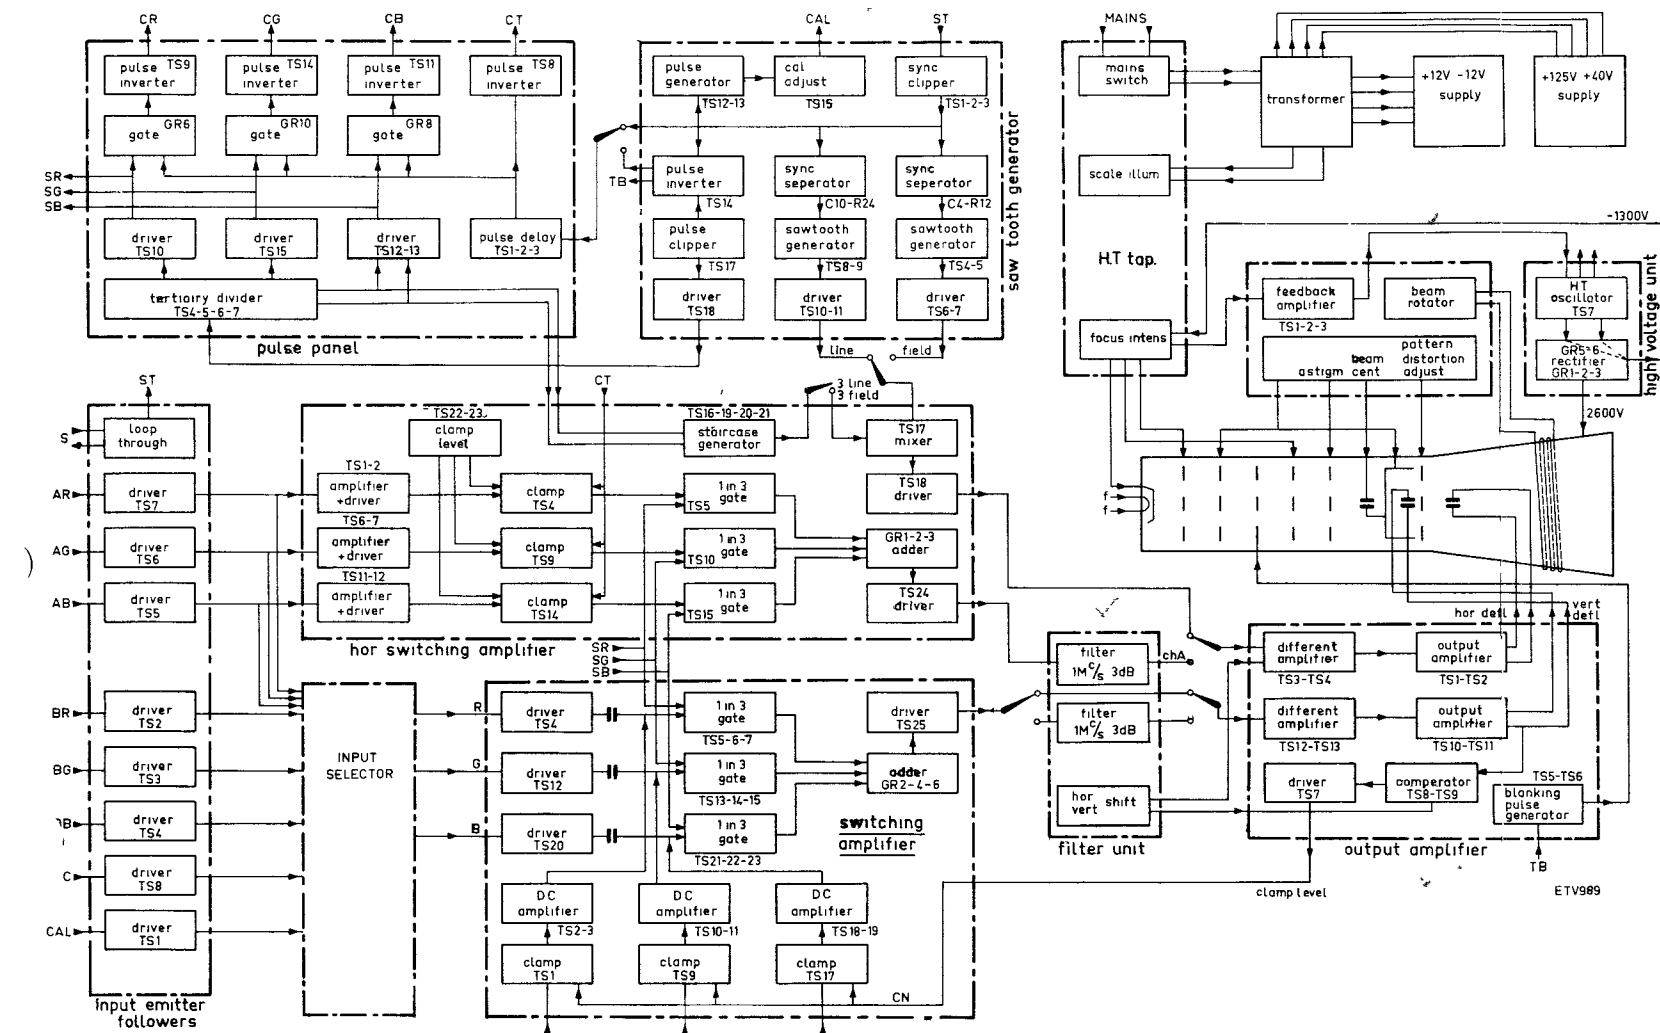 CR CG CB CT
pulse TS9
inverter
pulse TS14
inverter
pulse TS11
inverter
pulse TS8
inverter
GR6
gate
GR10
gate
GR8
gate
SR
SG
SB
driver
TS10
driver
TS15
driver
TS12-13
pulse delay
TS1-2-3
tertiairy divider
TS4-5-6-7
pulse panel
CAL ST
pulse
generator
TS12-13
cal
adjust
TS15
sync
clipper
TS1-2-3
TB
pulse
inverter
TS14
sync
seperator
C10-R24
sync
seperator
C4-R12
pulse
clipper
TS17
sawtooth
generator
TS8-9
sawtooth
generator
TS4-5
driver
TS18
driver
TS10-11
driver
TS6-7
saw tooth generator
line field
MAINS
mains
switch
transformer
+12V -12V
supply
+125V +40V
supply
scale illum
H.T tap.
focus intens
-1300V
feedback
amplifier
TS1-2-3
beam
rotator
astigm
beam
cent
pattern
distortion
adjust
HT
oscillator
TS7
GR5-6
rectifier
GR1-2-3
high voltage unit
2600V
f
f
hor defl
vert
defl
ST
S
loop
through
AR
driver
TS7
AG
driver
TS6
AB
driver
TS5
BR
driver
TS2
BG
driver
TS3
driver
TS4
C
driver
TS8
CAL
driver
TS1
input emitter
followers
CT
TS22-23
clamp
level
TS16-19-20-21
staircase
generator
3 line
3 field
TS17
mixer
TS1-2
amplifier
+driver
clamp
TS4
1 in 3
gate
TS5
TS18
driver
TS6-7
amplifier
+driver
clamp
TS9
1 in 3
gate
TS10
GR1-2-3
adder
TS11-12
amplifier
+driver
clamp
TS14
1 in 3
gate
TS15
TS24
driver
hor switching amplifier
SR
SG
SB
INPUT
SELECTOR
R
driver
TS4
1 in 3
gate
TS5-6-7
driver
TS25
G
driver
TS12
1 in 3
gate
TS13-14-15
adder
GR2-4-6
B
driver
TS20
1 in 3
gate
TS21-22-23
switching
amplifier
DC
amplifier
TS2-3
DC
amplifier
TS10-11
DC
amplifier
TS18-19
clamp
TS1
clamp
TS9
clamp
TS17
CN
filter
1Mc/s 3dB
chA
filter
1Mc/s 3dB
hor
vert
shift
filter unit
different
amplifier
TS3-TS4
output
amplifier
TS1-TS2
different
amplifier
TS12-TS13
output
amplifier
TS10-TS11
driver
TS7
comperator
TS8-TS9
TS5-TS6
blanking
pulse
generator
output amplifier
TB
clamp level
ETV989